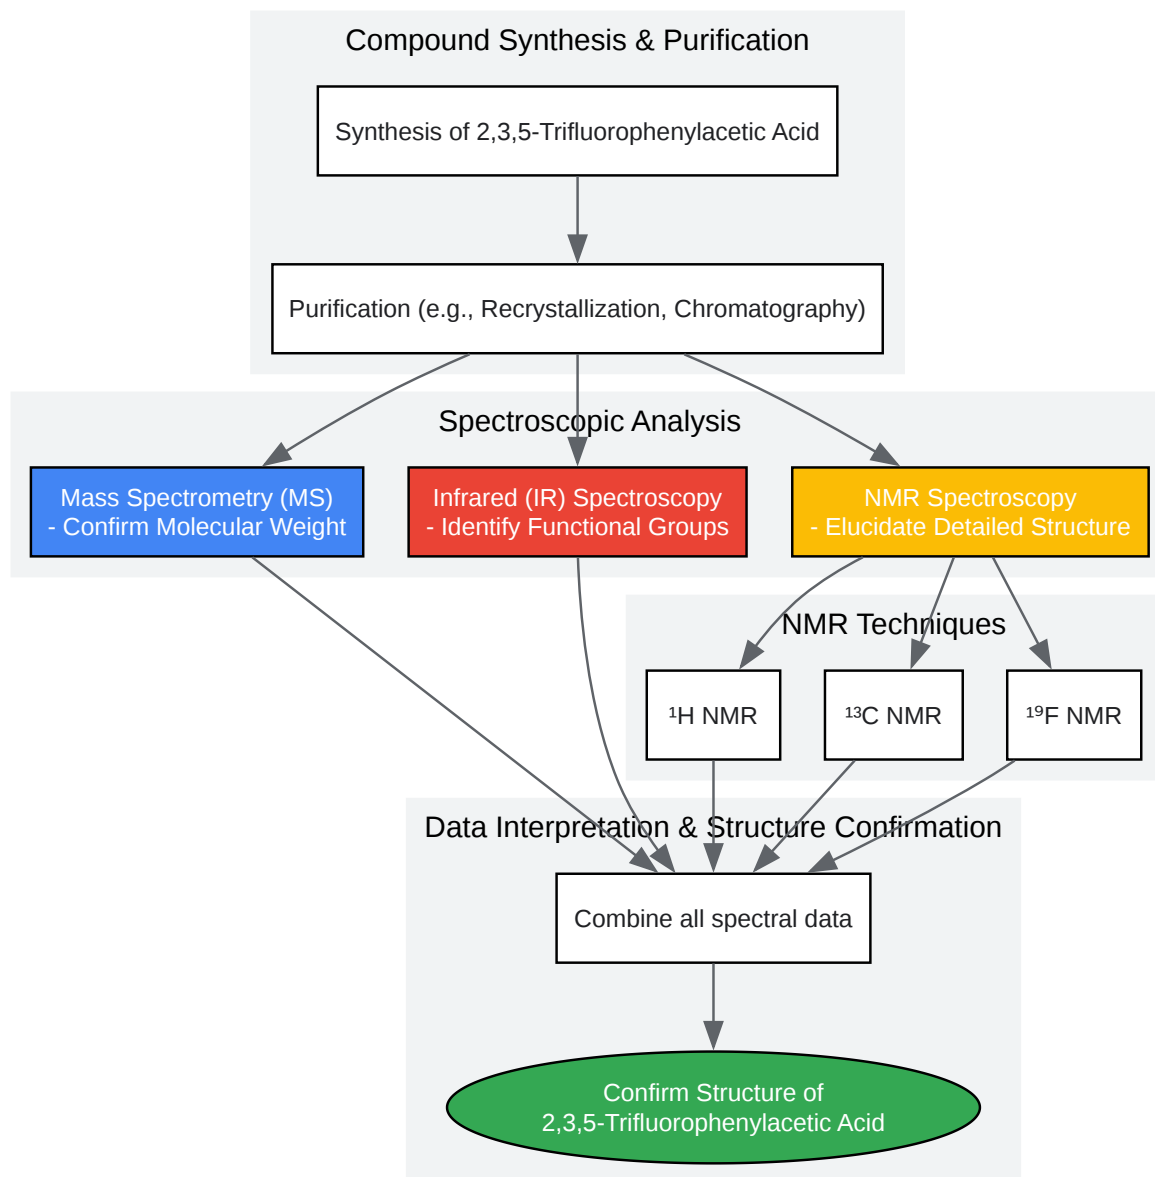 Compound Synthesis & Purification
Synthesis of 2,3,5-Trifluorophenylacetic Acid
Purification (e.g., Recrystallization, Chromatography)
Spectroscopic Analysis
Mass Spectrometry (MS)
- Confirm Molecular Weight
Infrared (IR) Spectroscopy
- Identify Functional Groups
NMR Spectroscopy
- Elucidate Detailed Structure
NMR Techniques
¹H NMR
¹³C NMR
¹⁹F NMR
Data Interpretation & Structure Confirmation
Combine all spectral data
Confirm Structure of
2,3,5-Trifluorophenylacetic Acid